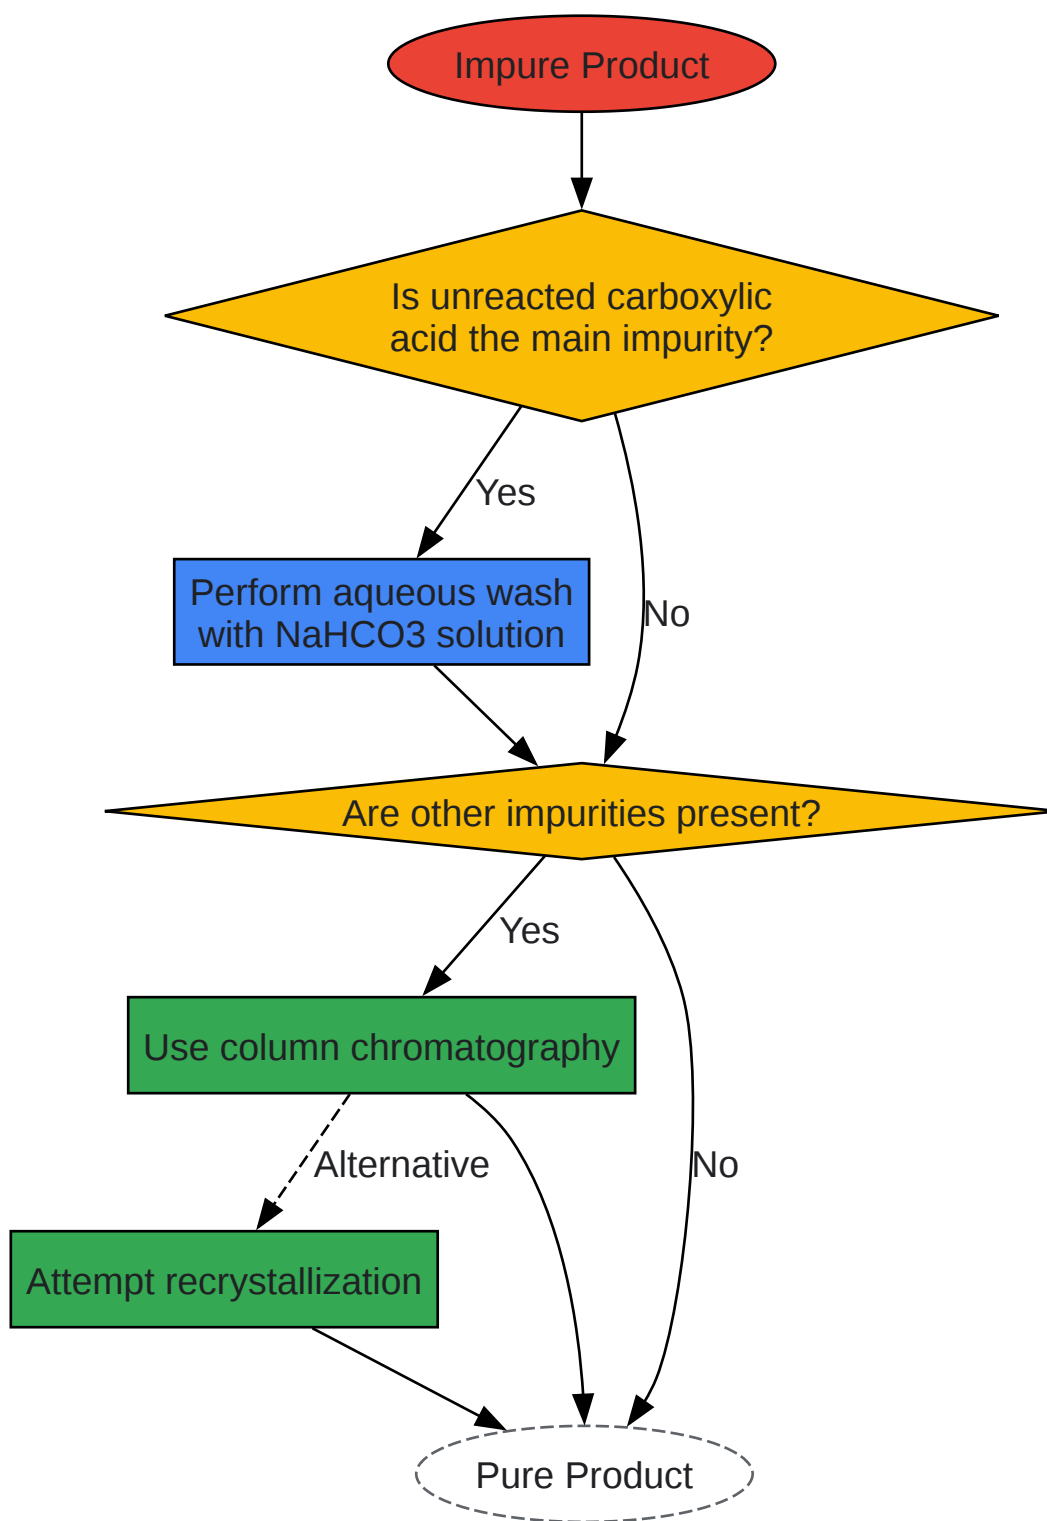 Impure Product
Is unreacted carboxylic
acid the main impurity?
Yes
Perform aqueous wash
with NaHCO3 solution
No
Are other impurities present?
Yes
Use column chromatography
Alternative
No
Attempt recrystallization
Pure Product